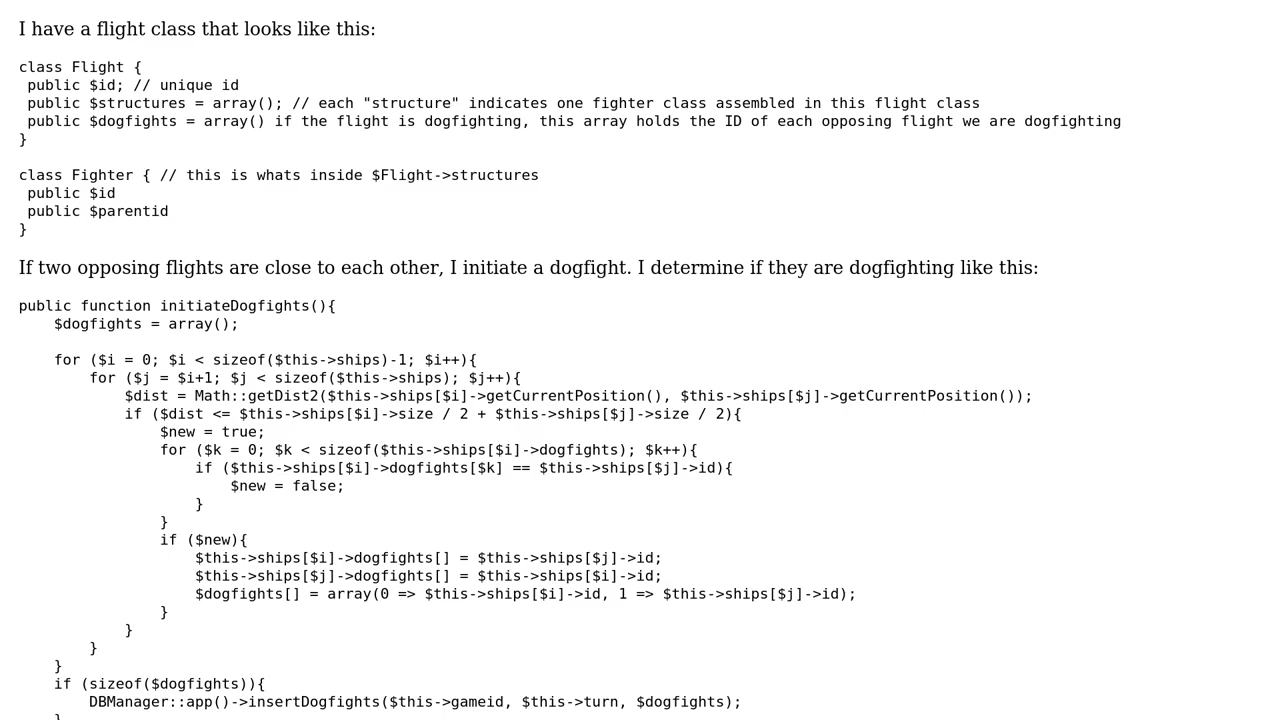 I have a flight class that looks like this:
class Flight {
 public $id; // unique id
 public $structures = array(); // each "structure" indicates one fighter class assembled in this flight class
 public $dogfights = array() if the flight is dogfighting, this array holds the ID of each opposing flight we are dogfighting
}
class Fighter { // this is whats inside $Flight->structures
 public $id
 public $parentid
}
If two opposing flights are close to each other, I initiate a dogfight. I determine if they are dogfighting like this:
public function initiateDogfights(){
    $dogfights = array();
    for ($i = 0; $i < sizeof($this->ships)-1; $i++){
        for ($j = $i+1; $j < sizeof($this->ships); $j++){
            $dist = Math::getDist2($this->ships[$i]->getCurrentPosition(), $this->ships[$j]->getCurrentPosition());
            if ($dist <= $this->ships[$i]->size / 2 + $this->ships[$j]->size / 2){
                $new = true;
                for ($k = 0; $k < sizeof($this->ships[$i]->dogfights); $k++){
                    if ($this->ships[$i]->dogfights[$k] == $this->ships[$j]->id){
                        $new = false;
                    }
                }
                if ($new){
                    $this->ships[$i]->dogfights[] = $this->ships[$j]->id;
                    $this->ships[$j]->dogfights[] = $this->ships[$i]->id;
                    $dogfights[] = array(0 => $this->ships[$i]->id, 1 => $this->ships[$j]->id);
                }
            }
        }
    }
    if (sizeof($dogfights)){
        DBManager::app()->insertDogfights($this->gameid, $this->turn, $dogfights);
    }